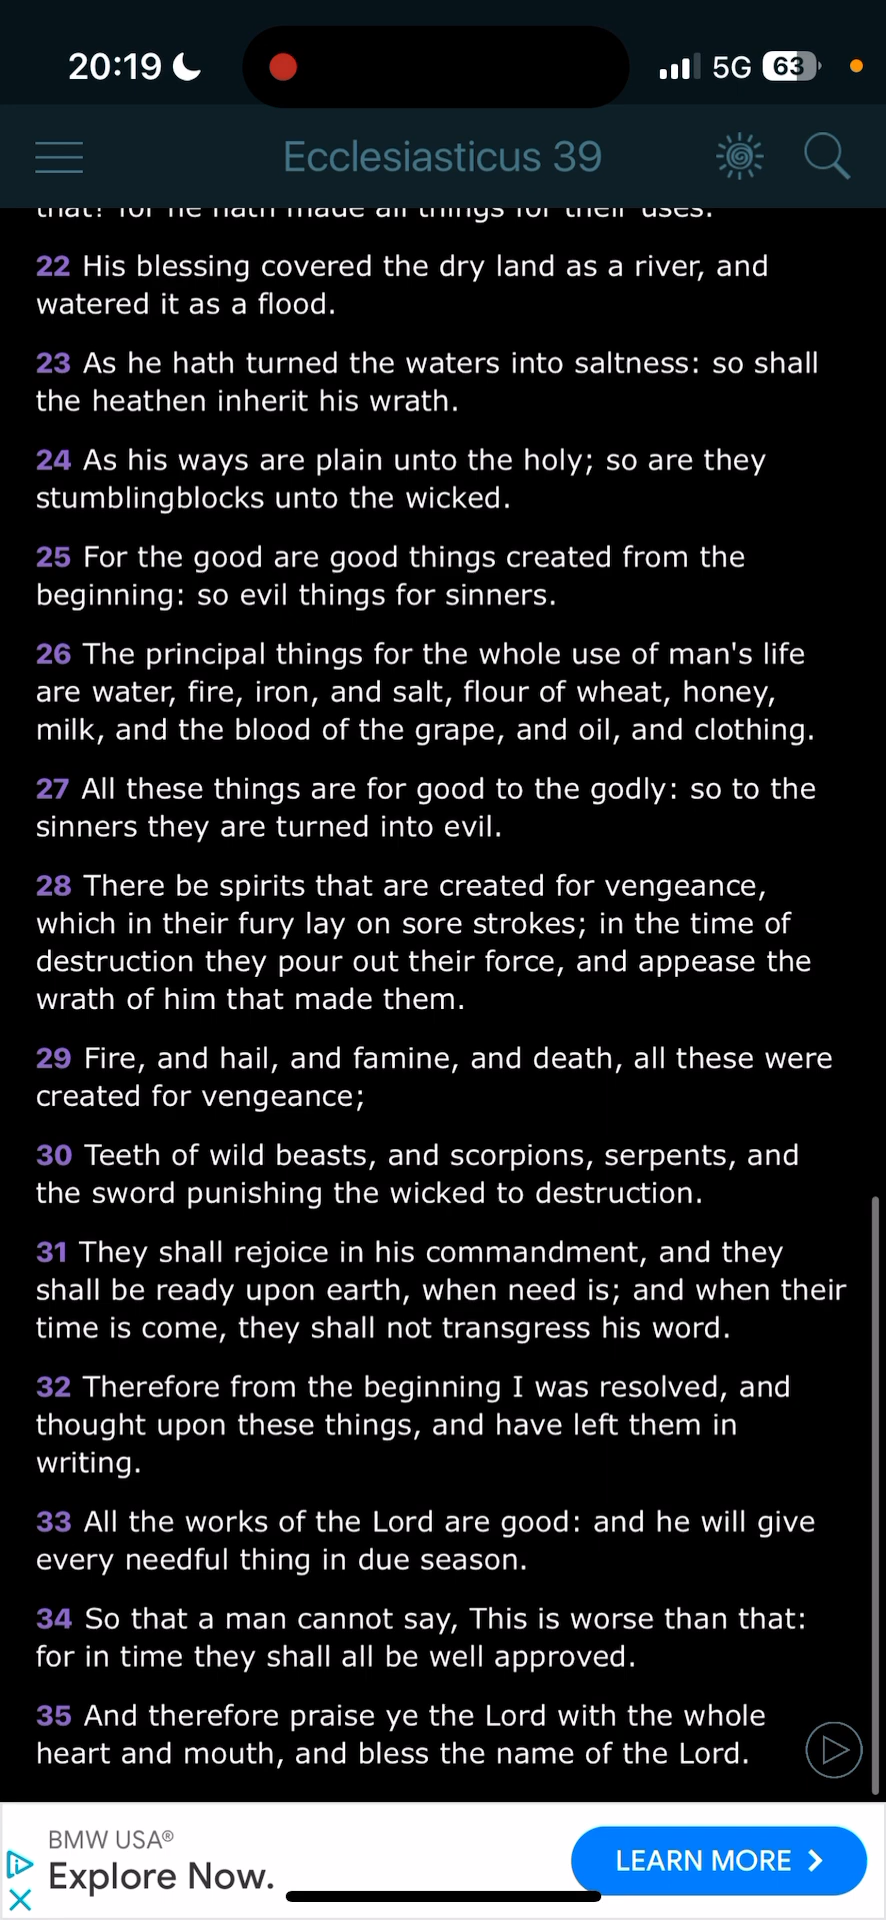 20:19
5G 63
Ecclesiasticus 39
that? for he hath made all things for their uses.
22 His blessing covered the dry land as a river, and
watered it as a flood.
23 As he hath turned the waters into saltness: so shall
the heathen inherit his wrath.
24 As his ways are plain unto the holy; so are they
stumblingblocks unto the wicked.
25 For the good are good things created from the
beginning: so evil things for sinners.
26 The principal things for the whole use of man's life
are water, fire, iron, and salt, flour of wheat, honey,
milk, and the blood of the grape, and oil, and clothing.
27 All these things are for good to the godly: so to the
sinners they are turned into evil.
28 There be spirits that are created for vengeance,
which in their fury lay on sore strokes; in the time of
destruction they pour out their force, and appease the
wrath of him that made them.
29 Fire, and hail, and famine, and death, all these were
created for vengeance;
30 Teeth of wild beasts, and scorpions, serpents, and
the sword punishing the wicked to destruction.
31 They shall rejoice in his commandment, and they
shall be ready upon earth, when need is; and when their
time is come, they shall not transgress his word.
32 Therefore from the beginning I was resolved, and
thought upon these things, and have left them in
writing.
33 All the works of the Lord are good: and he will give
every needful thing in due season.
34 So that a man cannot say, This is worse than that:
for in time they shall all be well approved.
35 And therefore praise ye the Lord with the whole
heart and mouth, and bless the name of the Lord.
BMW USA®
Explore Now.
LEARN MORE